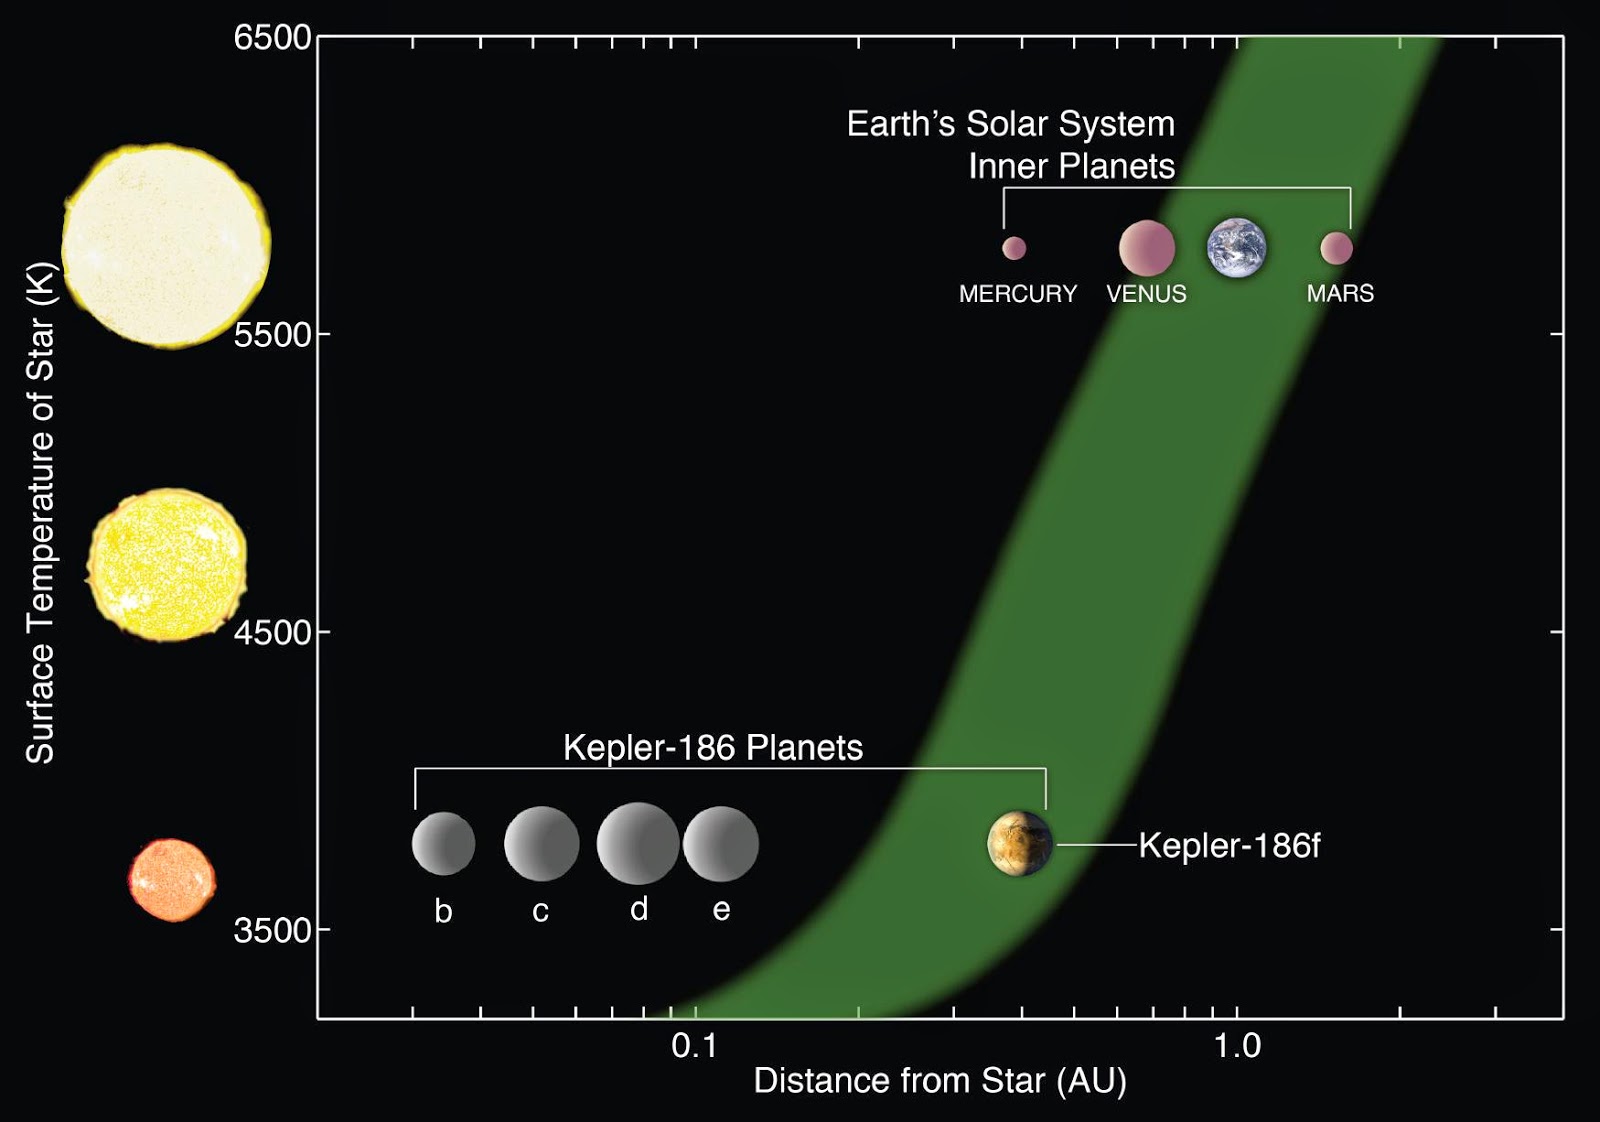 6500
Earth's Solar System
Inner Planets
MERCURY VENUS MARS
5500
Surface Temperature of Star (K)
4500
Kepler-186 Planets
Kepler-186f
b c d e
3500
0.1 1.0
Distance from Star (AU)